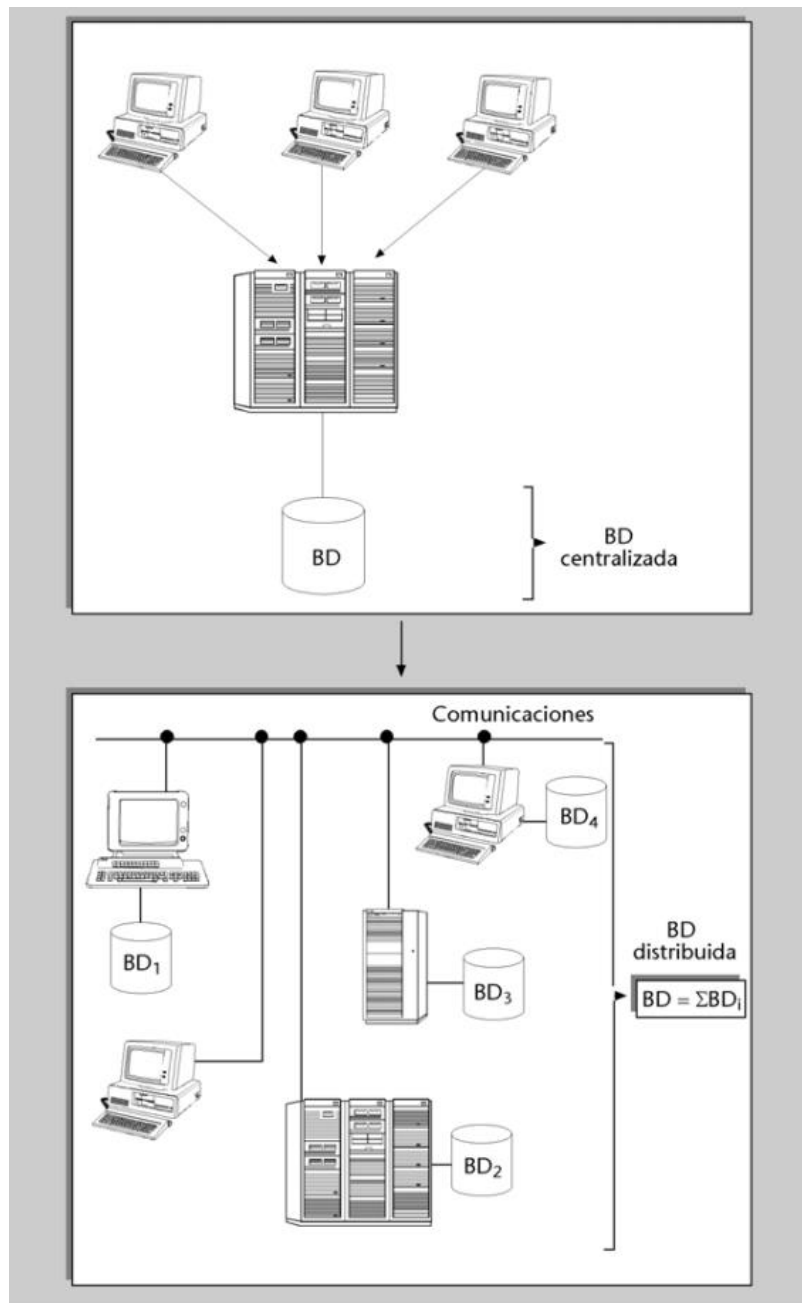 BD
BD
centralizada
Comunicaciones
BD₄
BD₁
BD₃
BD
distribuida
BD = ΣBDᵢ
BD₂